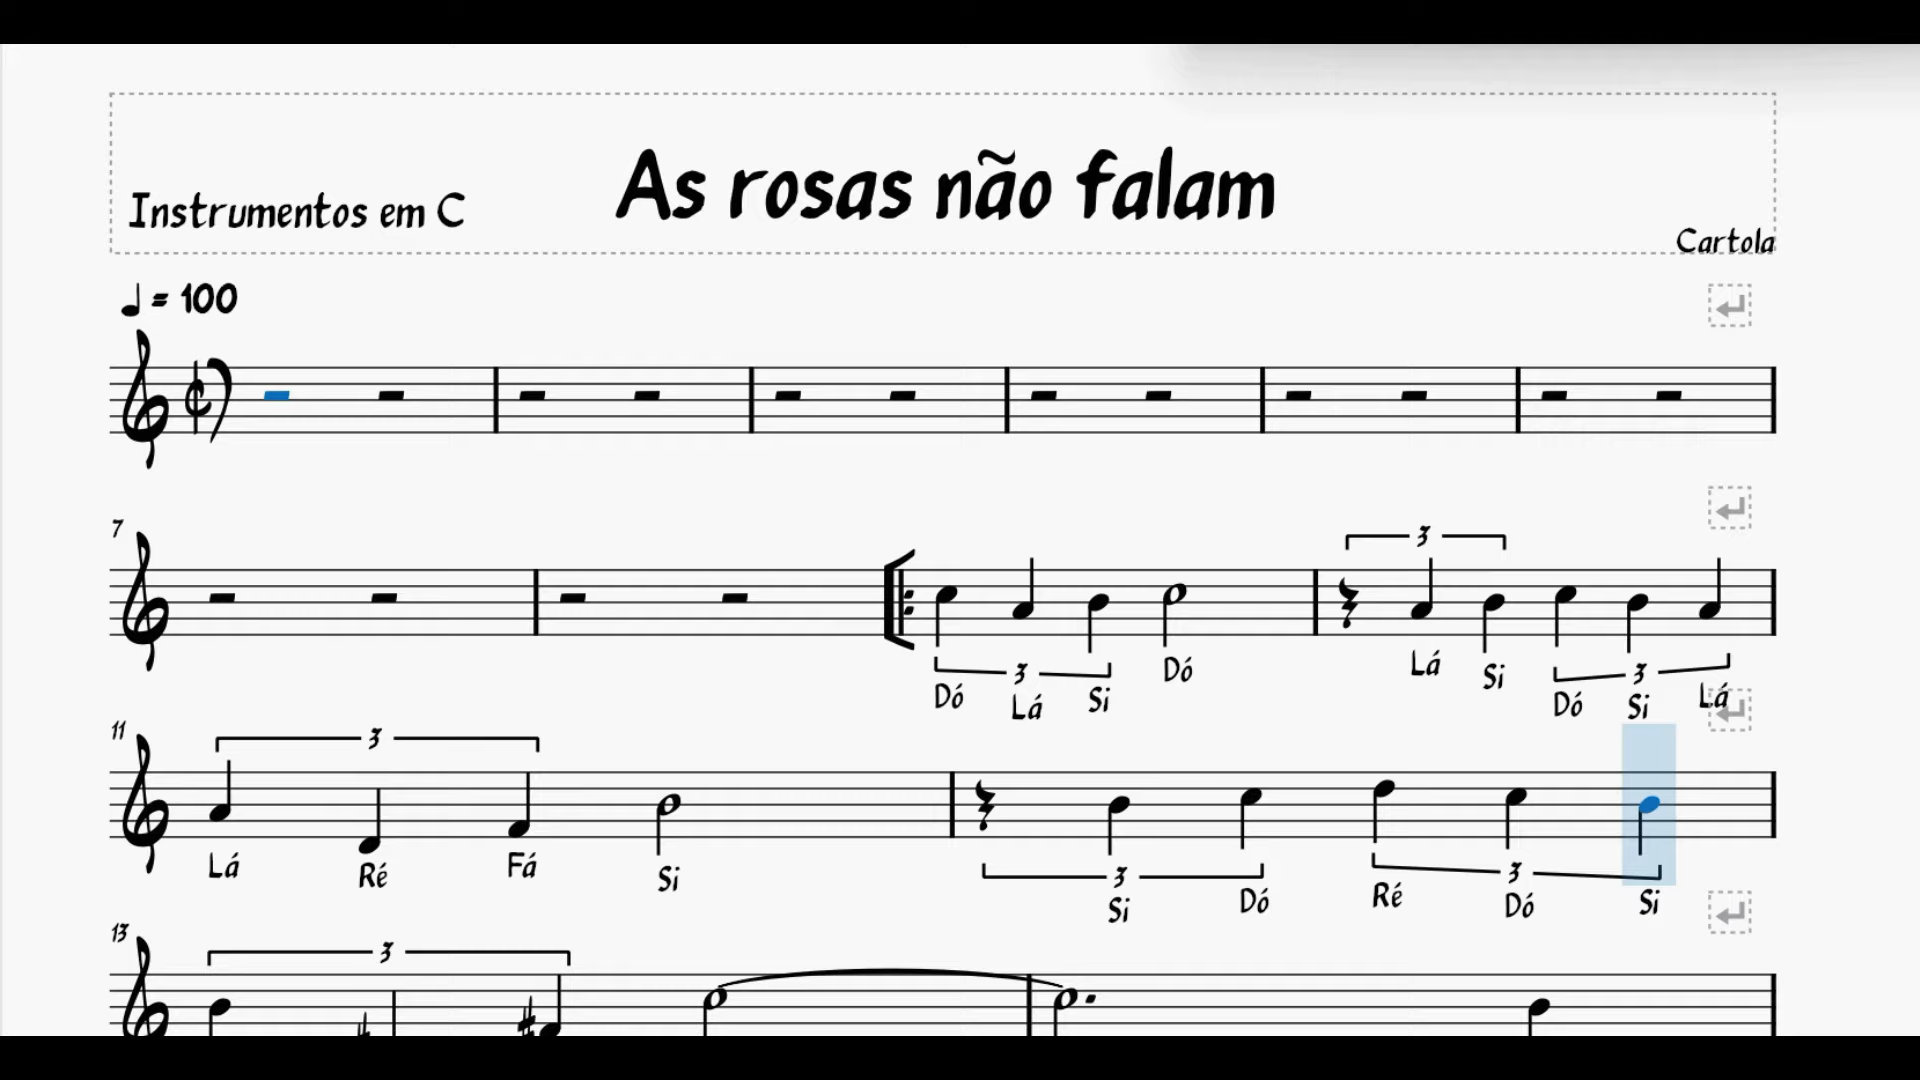 As rosas não falam
Instrumentos em C
Cartola
♩ = 100
7
3
3 3
Dó Lá Si Dó Lá Si Dó Si Lá
11
3
Lá Ré Fá Si
3 3
Si Dó Ré Dó Si
13
3